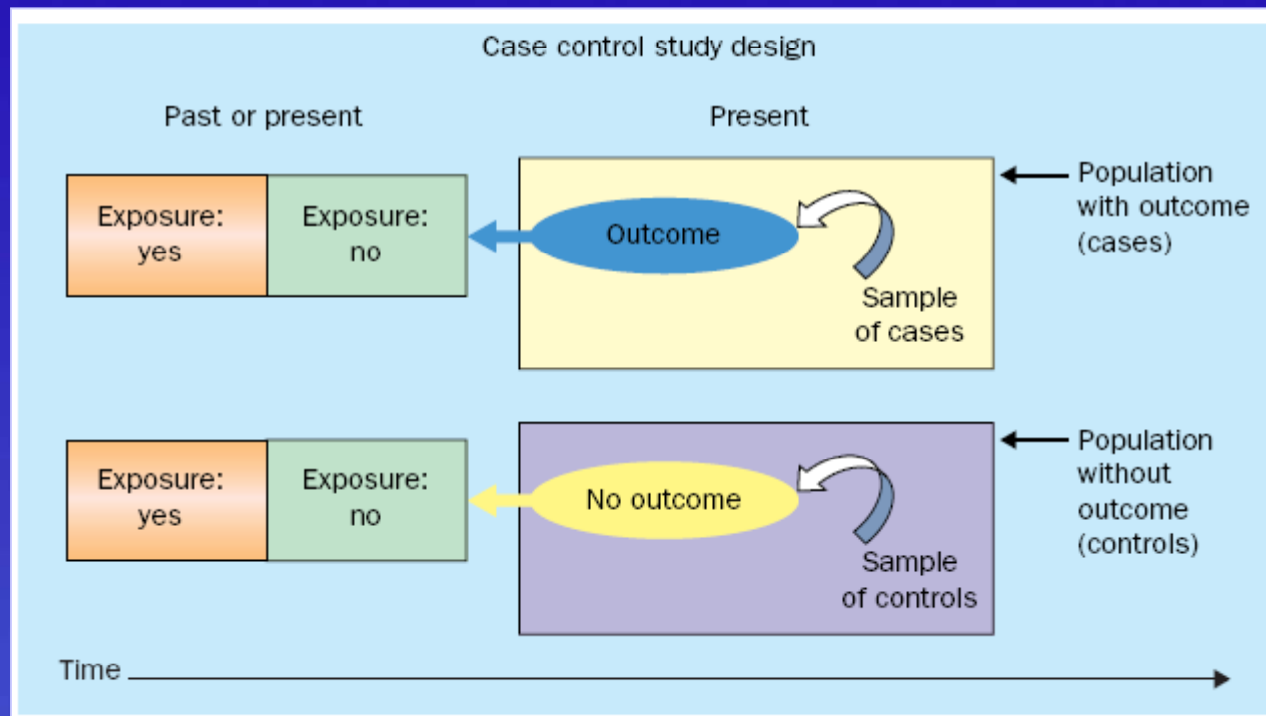 Case control study design
Past or present
Present
Exposure:
yes
Exposure:
no
Outcome
Sample
of cases
Population
with outcome
(cases)
Exposure:
yes
Exposure:
no
No outcome
Sample
of controls
Population
without
outcome
(controls)
Time